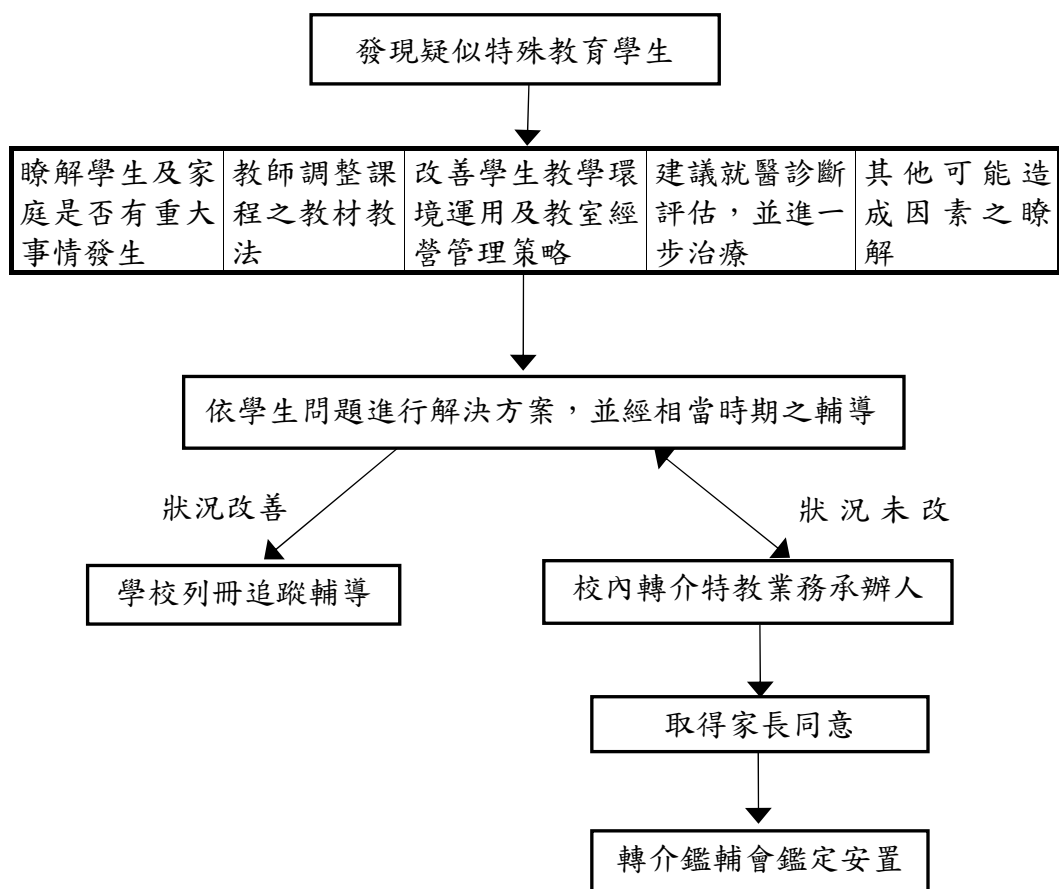 發現疑似特殊教育學生
瞭解學生及家
庭是否有重大
事情發生
教師調整課
程之教材教
法
改善學生教學環
境運用及教室經
營管理策略
建議就醫診斷
評估，並進一
步治療
其他可能造
成因素之瞭
解
依學生問題進行解決方案，並經相當時期之輔導
狀況改善
狀況未改
學校列冊追蹤輔導
校內轉介特教業務承辦人
取得家長同意
轉介鑑輔會鑑定安置